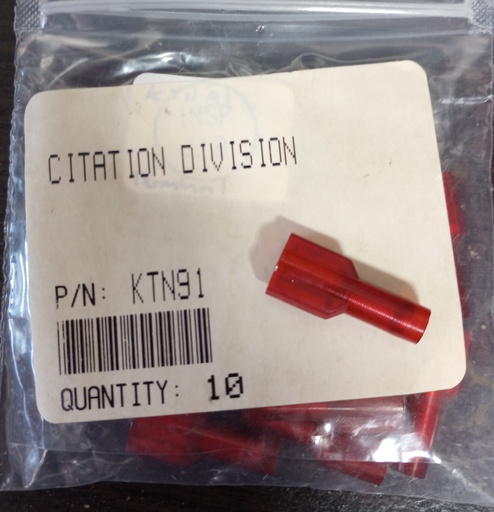 CITATION DIVISION
P/N: KTN91
QUANTITY: 10